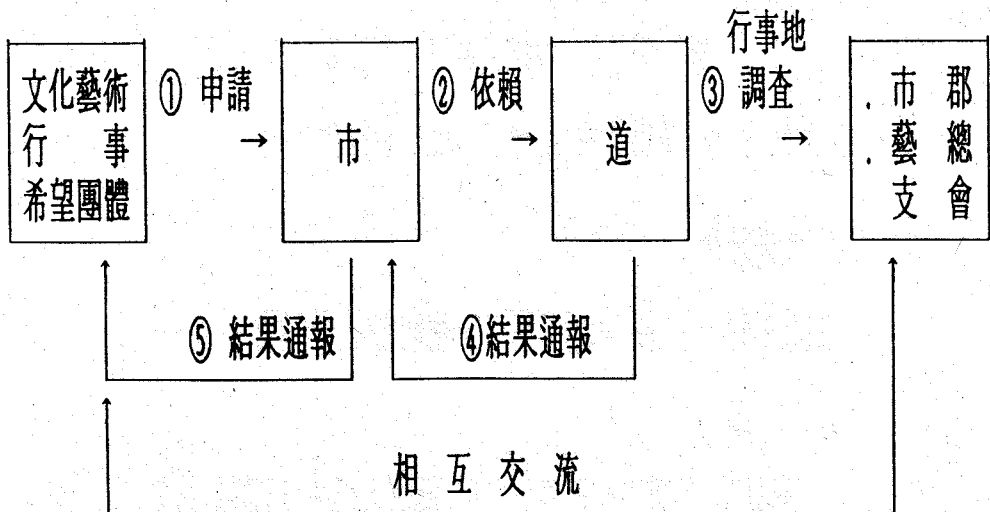 文化藝術
行事
希望團體
① 申請
→
市
② 依賴
→
道
行事地
③ 調査
→
. 市 郡
. 藝 總
支 會
⑤ 結果通報
④結果通報
相 互 交 流